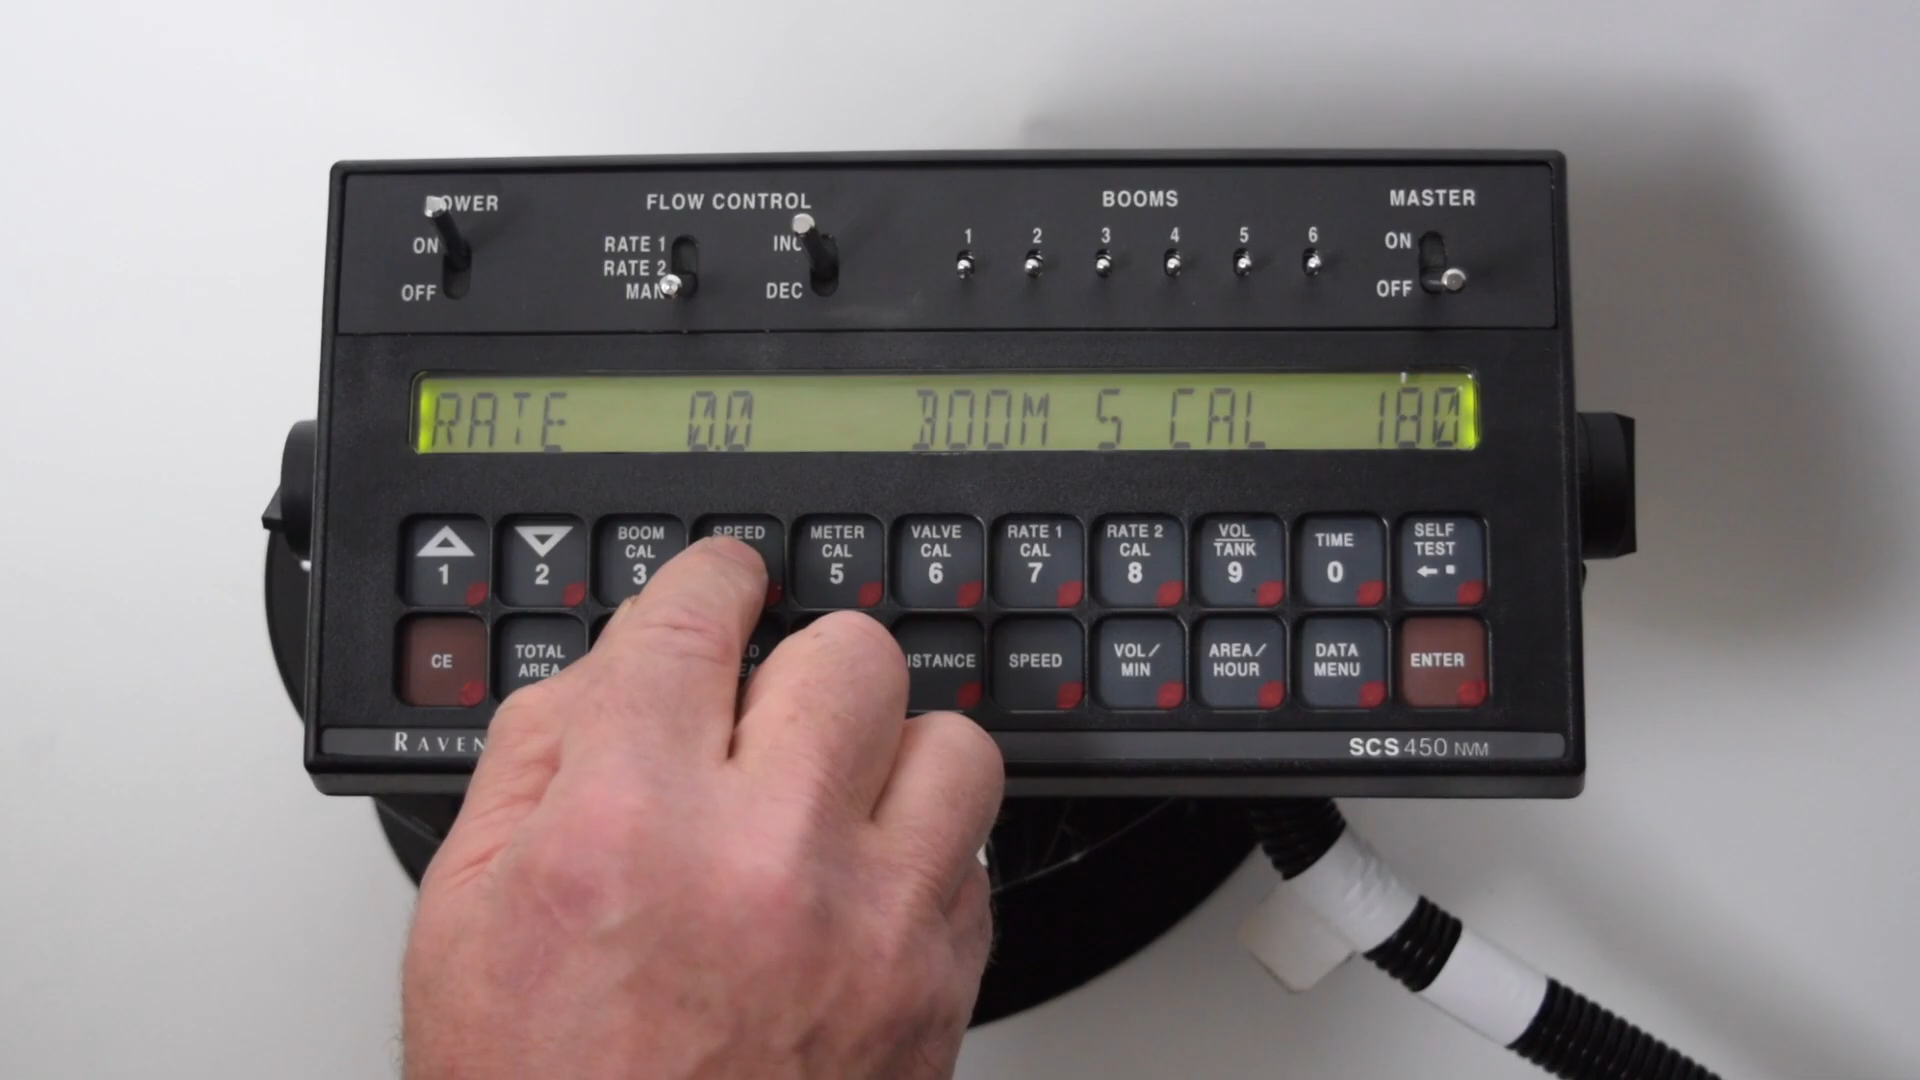 POWER
ON
OFF
FLOW CONTROL
RATE 1
RATE 2
MAN
INC
DEC
BOOMS
1 2 3 4 5 6
MASTER
ON
OFF
RATE 0.0 BOOM 5 CAL 180
1
2
BOOM
CAL
3
SPEED
METER
CAL
5
VALVE
CAL
6
RATE 1
CAL
7
RATE 2
CAL
8
VOL
TANK
9
TIME
0
SELF
TEST
CE
TOTAL
AREA
ISTANCE
SPEED
VOL/
MIN
AREA/
HOUR
DATA
MENU
ENTER
RAVEN
SCS 450 NVM